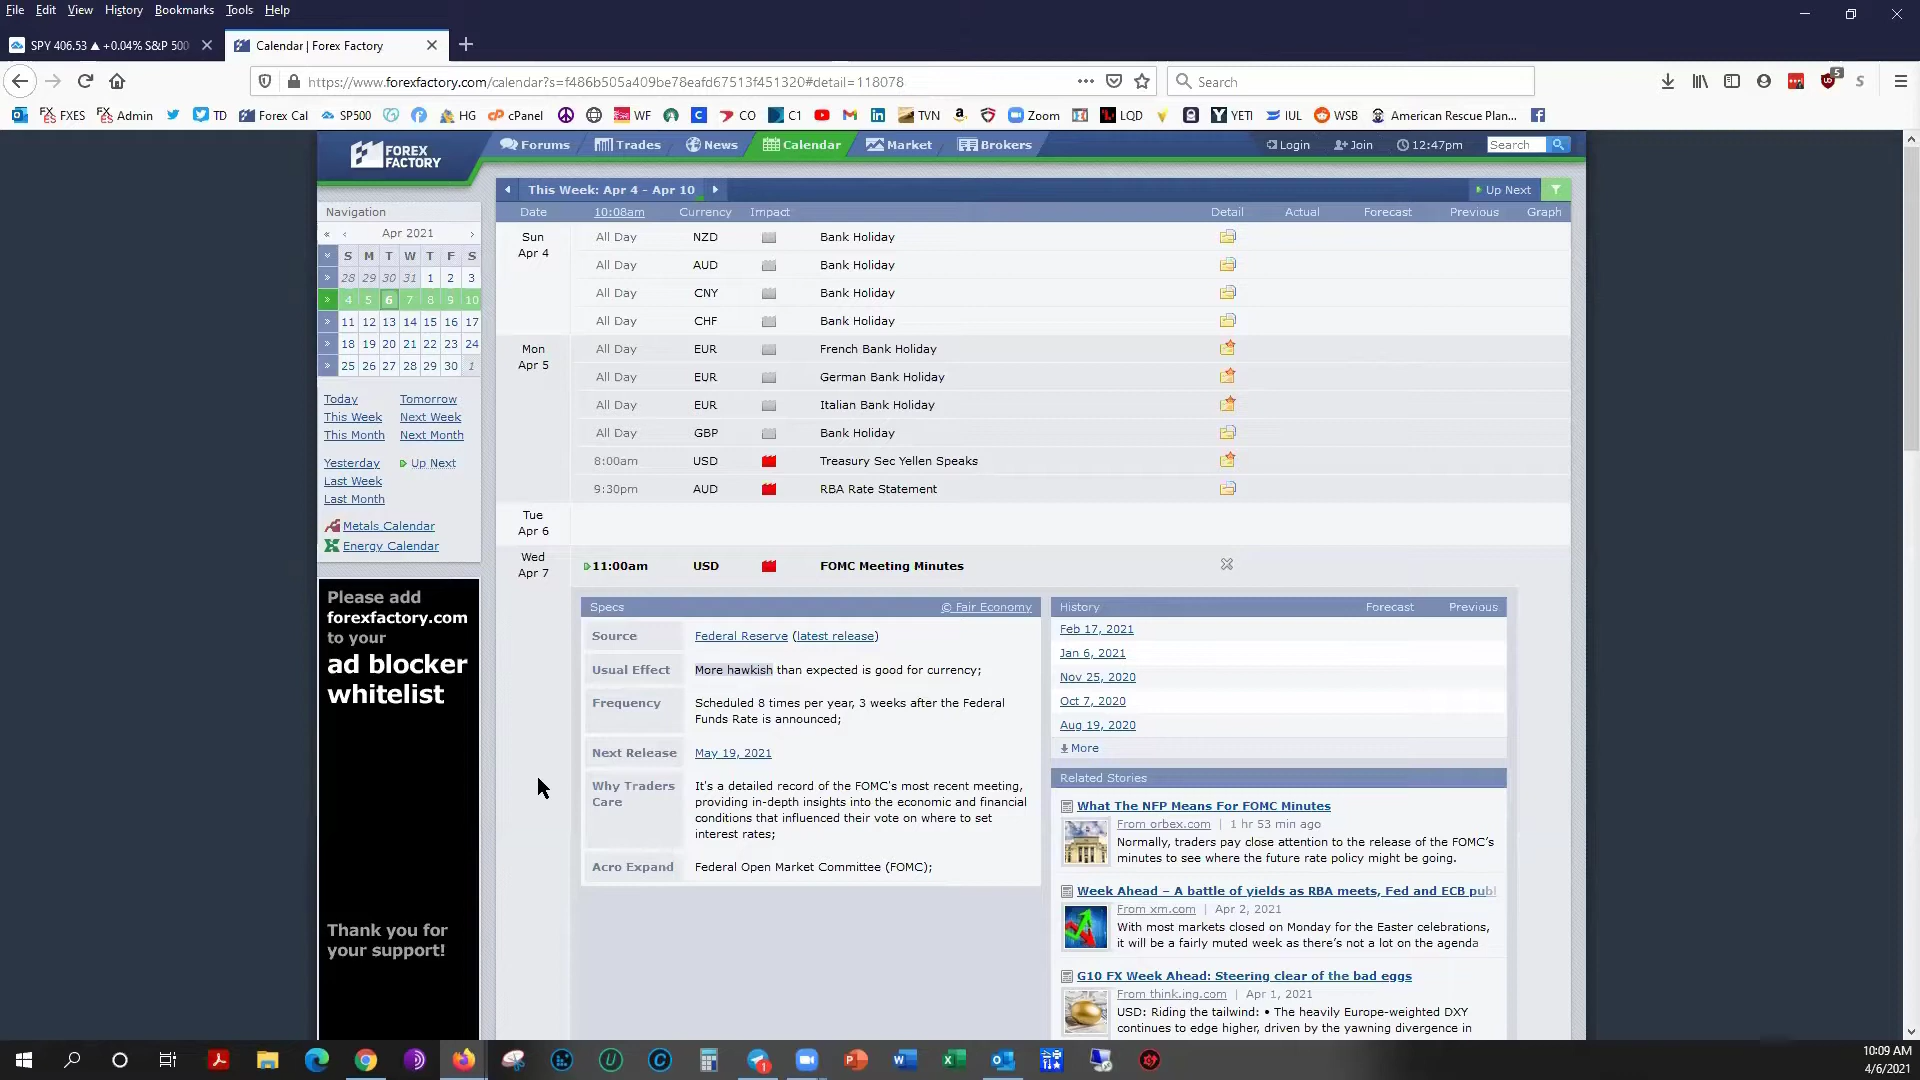 File Edit View History Bookmarks Tools Help
SPY 406.53 ▲ +0.04% S&P 500
Calendar | Forex Factory
https://www.forexfactory.com/calendar?s=f486b505a409be78eafd67513f451320#detail=118078
Search
5
FXES Admin TD Forex Cal SP500 HG cPanel WF CO C1 TVN Zoom LQD YETI IUL WSB American Rescue Plan...
FOREX FACTORY
Forums Trades News Calendar Market Brokers
Login Join 12:47pm Search
This Week: Apr 4 - Apr 10 Up Next
Date 10:08am Currency Impact Detail Actual Forecast Previous Graph
Navigation
« ‹ Apr 2021 ›
S M T W T F S
28 29 30 31 1 2 3
4 5 6 7 8 9 10
11 12 13 14 15 16 17
18 19 20 21 22 23 24
25 26 27 28 29 30 1
Today Tomorrow
This Week Next Week
This Month Next Month
Yesterday Up Next
Last Week
Last Month
Metals Calendar
Energy Calendar
Please add
forexfactory.com
to your
ad blocker
whitelist
Thank you for
your support!
Sun Apr 4 All Day NZD Bank Holiday
All Day AUD Bank Holiday
All Day CNY Bank Holiday
All Day CHF Bank Holiday
Mon Apr 5 All Day EUR French Bank Holiday
All Day EUR German Bank Holiday
All Day EUR Italian Bank Holiday
All Day GBP Bank Holiday
8:00am USD Treasury Sec Yellen Speaks
9:30pm AUD RBA Rate Statement
Tue Apr 6
Wed Apr 7 11:00am USD FOMC Meeting Minutes
Specs © Fair Economy
Source Federal Reserve (latest release)
Usual Effect More hawkish than expected is good for currency;
Frequency Scheduled 8 times per year, 3 weeks after the Federal
Funds Rate is announced;
Next Release May 19, 2021
Why Traders Care It's a detailed record of the FOMC's most recent meeting,
providing in-depth insights into the economic and financial
conditions that influenced their vote on where to set
interest rates;
Acro Expand Federal Open Market Committee (FOMC);
History Forecast Previous
Feb 17, 2021
Jan 6, 2021
Nov 25, 2020
Oct 7, 2020
Aug 19, 2020
More
Related Stories
What The NFP Means For FOMC Minutes
From orbex.com | 1 hr 53 min ago
Normally, traders pay close attention to the release of the FOMC's
minutes to see where the future rate policy might be going.
Week Ahead – A battle of yields as RBA meets, Fed and ECB publ
From xm.com | Apr 2, 2021
With most markets closed on Monday for the Easter celebrations,
it will be a fairly muted week as there's not a lot on the agenda
G10 FX Week Ahead: Steering clear of the bad eggs
From think.ing.com | Apr 1, 2021
USD: Riding the tailwind: • The heavily Europe-weighted DXY
continues to edge higher, driven by the yawning divergence in
10:09 AM
4/6/2021